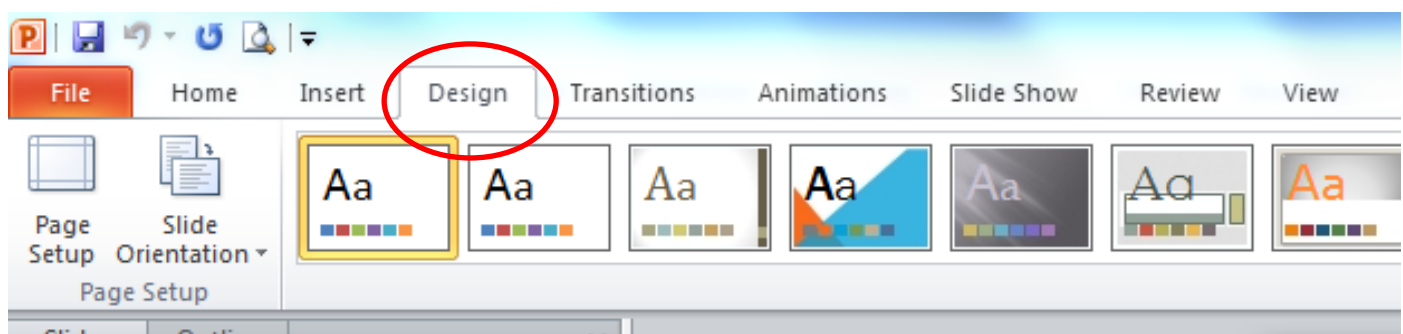 P
File Home Insert Design Transitions Animations Slide Show Review View
Aa Aa Aa Aa Aa Aa Aa
Page Setup
Slide Orientation
Page Setup